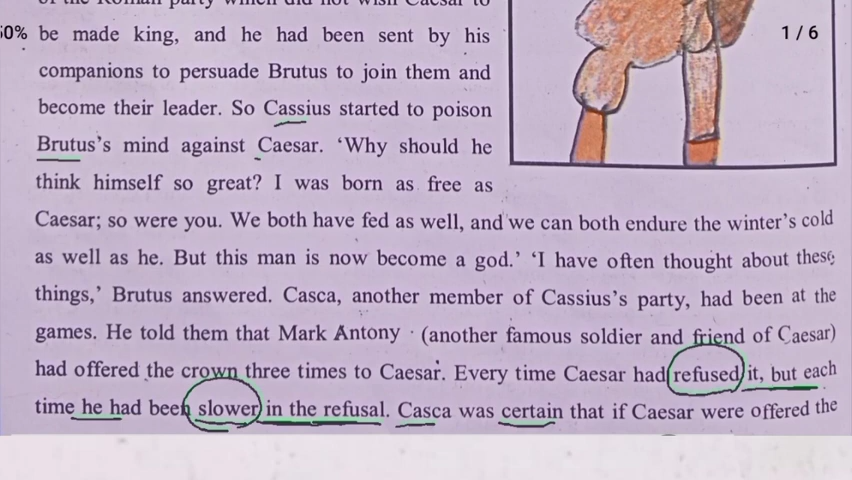 be made king, and he had been sent by his
companions to persuade Brutus to join them and
become their leader. So Cassius started to poison
Brutus's mind against Caesar. ‘Why should he
think himself so great? I was born as free as
Caesar; so were you. We both have fed as well, and we can both endure the winter's cold
as well as he. But this man is now become a god.’ ‘I have often thought about these
things,’ Brutus answered. Casca, another member of Cassius's party, had been at the
games. He told them that Mark Antony (another famous soldier and friend of Caesar)
had offered the crown three times to Caesar. Every time Caesar had refused it, but each
time he had been slower in the refusal. Casca was certain that if Caesar were offered the
1 / 6